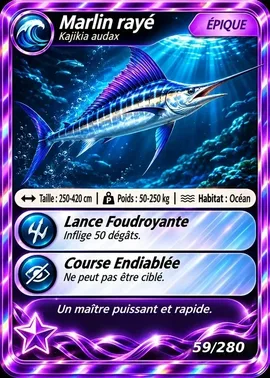 Marlin rayé
ÉPIQUE
Kajikia audax
Taille : 250-420 cm | Poids : 50-250 kg | Habitat : Océan
Lance Foudroyante
Inflige 50 dégâts.
Course Endiablée
Ne peut pas être ciblé.
Un maître puissant et rapide.
59/280